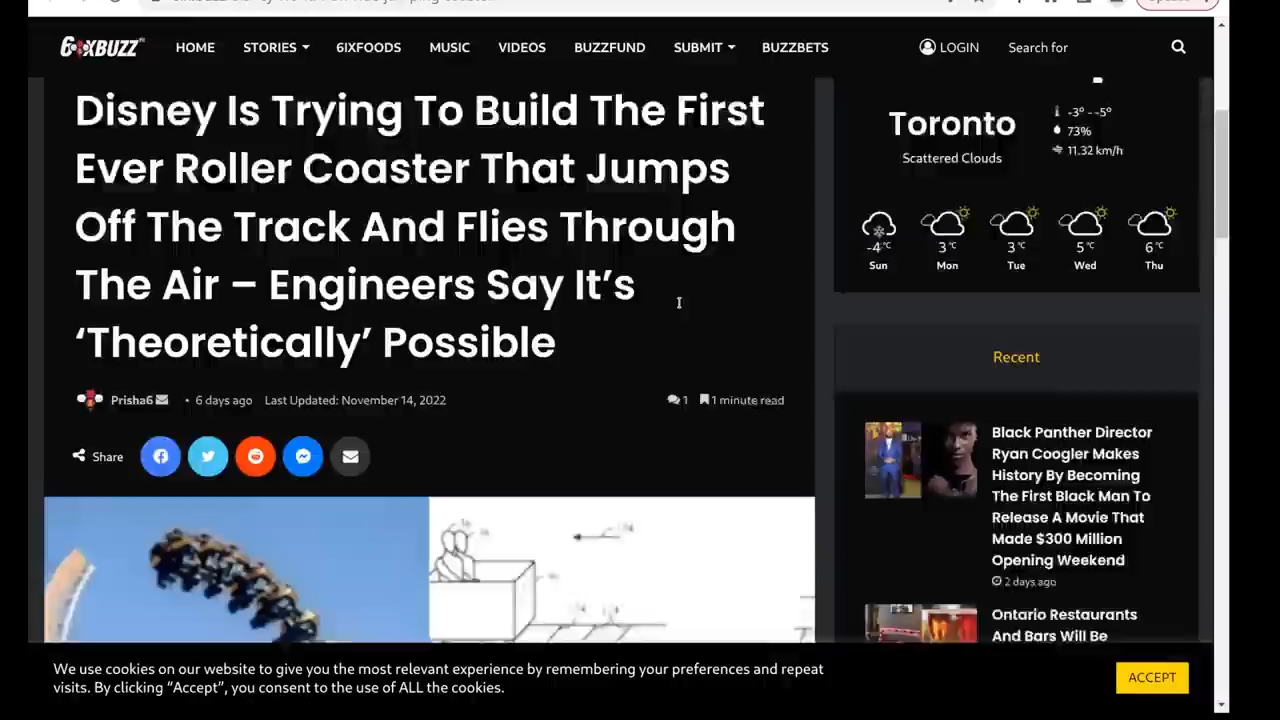 6IXBUZZ
HOME
STORIES
6IXFOODS
MUSIC
VIDEOS
BUZZFUND
SUBMIT
BUZZBETS
LOGIN
Search for
Disney Is Trying To Build The First
Ever Roller Coaster That Jumps
Off The Track And Flies Through
The Air – Engineers Say It’s
‘Theoretically’ Possible
Prisha6
• 6 days ago
Last Updated: November 14, 2022
1
1 minute read
Share
Toronto
Scattered Clouds
-3º - -5º
73%
11.32 km/h
-4℃
3℃
3℃
5℃
6℃
Sun
Mon
Tue
Wed
Thu
Recent
Black Panther Director
Ryan Coogler Makes
History By Becoming
The First Black Man To
Release A Movie That
Made $300 Million
Opening Weekend
2 days ago
Ontario Restaurants
And Bars Will Be
We use cookies on our website to give you the most relevant experience by remembering your preferences and repeat
visits. By clicking “Accept”, you consent to the use of ALL the cookies.
ACCEPT